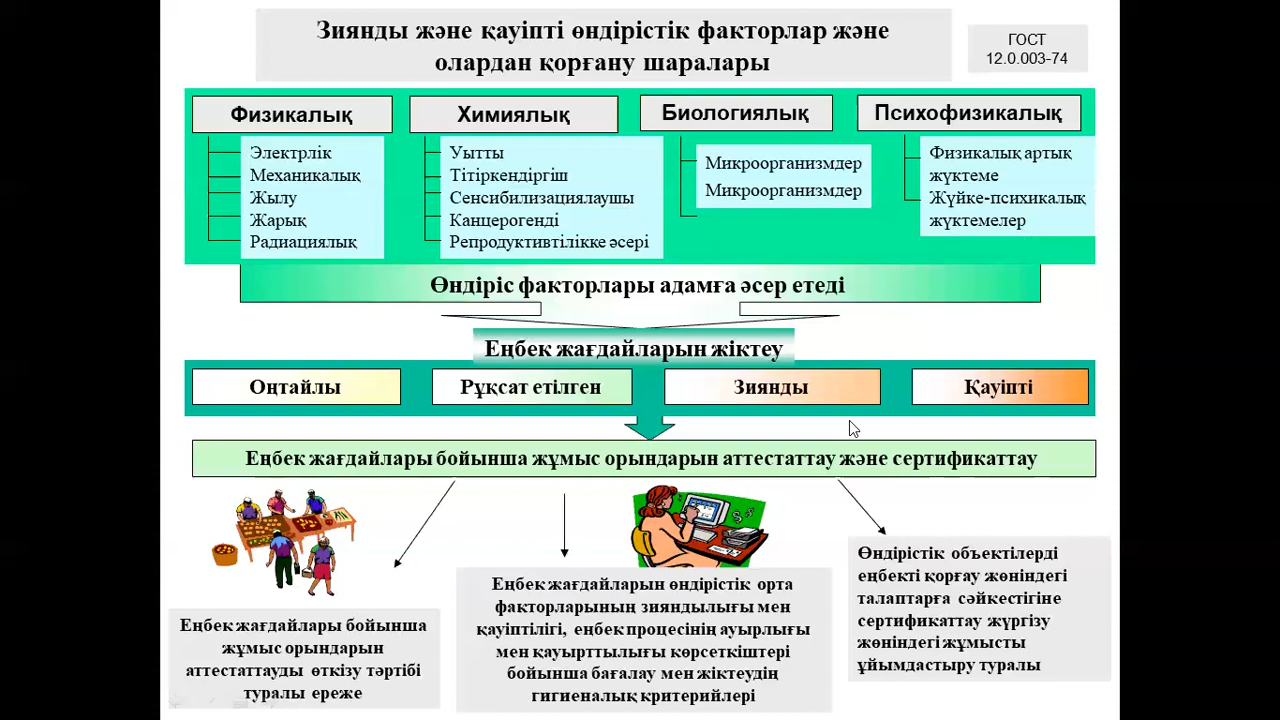 Зиянды және қауіпті өндірістік факторлар және
олардан қорғану шаралары
ГОСТ
12.0.003-74
Физикалық
Химиялық
Биологиялық
Психофизикалық
Электрлік
Механикалық
Жылу
Жарық
Радиациялық
Уытты
Тітіркендіргіш
Сенсибилизациялаушы
Канцерогенді
Репродуктивтілікке әсері
Микроорганизмдер
Микроорганизмдер
Физикалық артық
жүктеме
Жүйке-психикалық
жүктемелер
Өндіріс факторлары адамға әсер етеді
Еңбек жағдайларын жіктеу
Оңтайлы
Рұқсат етілген
Зиянды
Қауіпті
Еңбек жағдайлары бойынша жұмыс орындарын аттестаттау және сертификаттау
Еңбек жағдайлары бойынша
жұмыс орындарын
аттестаттауды өткізу тәртібі
туралы ереже
Еңбек жағдайларын өндірістік орта
факторларының зияндылығы мен
қауіптілігі, еңбек процесінің ауырлығы
мен қауырттылығы көрсеткіштері
бойынша бағалау мен жіктеудің
гигиеналық критерийлері
Өндірістік объектілерді
еңбекті қорғау жөніндегі
талаптарға сәйкестігіне
сертификаттау жүргізу
жөніндегі жұмысты
ұйымдастыру туралы